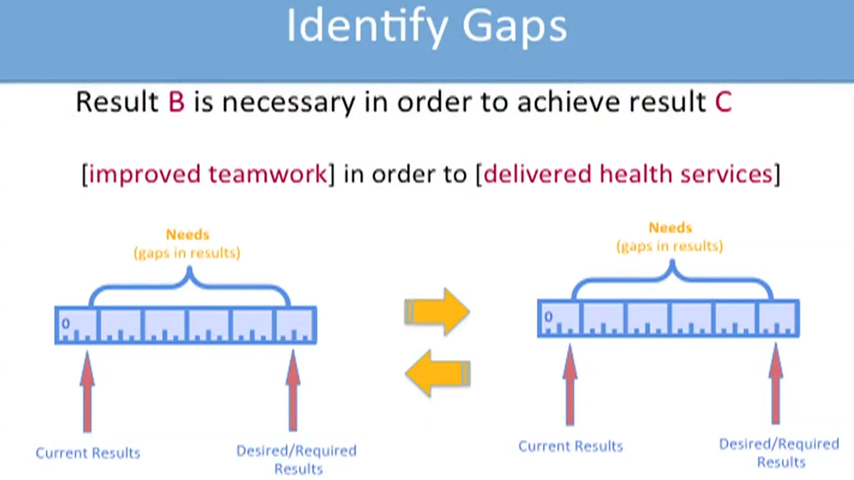 Identify Gaps
Result B is necessary in order to achieve result C
[improved teamwork] in order to [delivered health services]
Needs
(gaps in results)
0
Current Results
Desired/Required
Results
Needs
(gaps in results)
0
Current Results
Desired/Required
Results